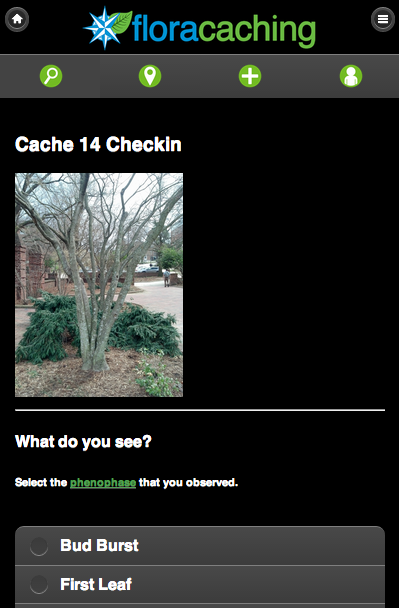 floracaching
Cache 14 Checkin
What do you see?
Select the phenophase that you observed.
Bud Burst
First Leaf